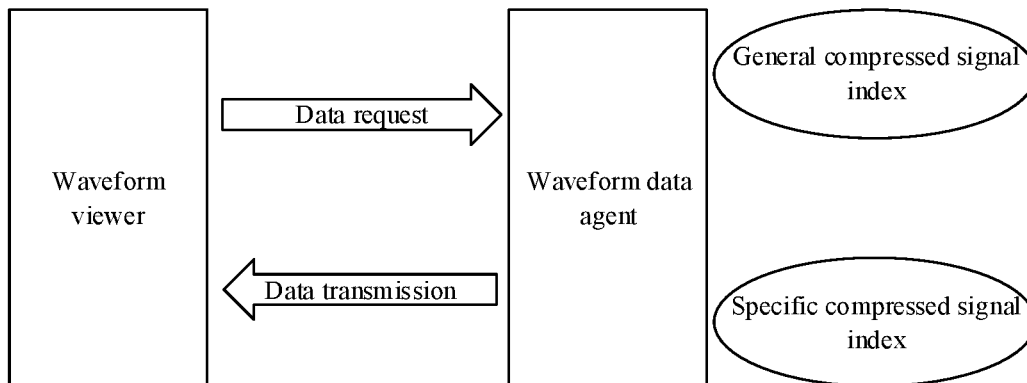 Waveform
viewer
Data request
Data transmission
Waveform data
agent
General compressed signal
index
Specific compressed signal
index